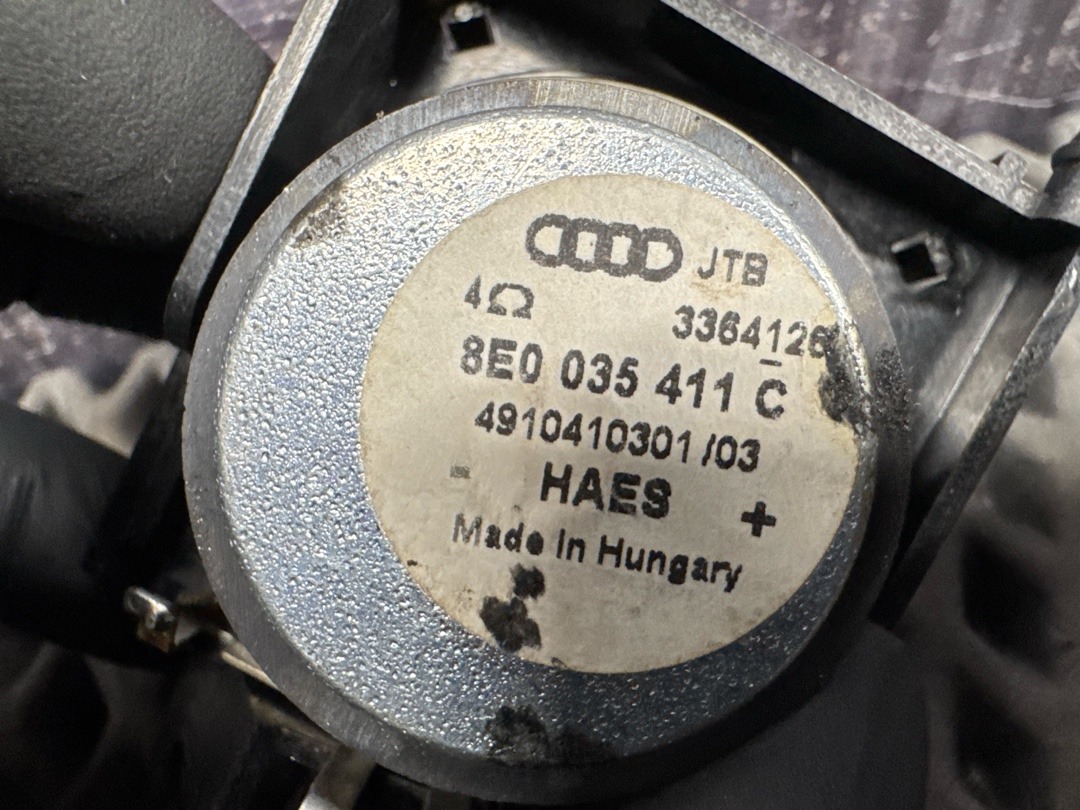 JTB
4Ω
3364126
8E0 035 411 C
4910410301 /03
HAES
- +
Made In Hungary